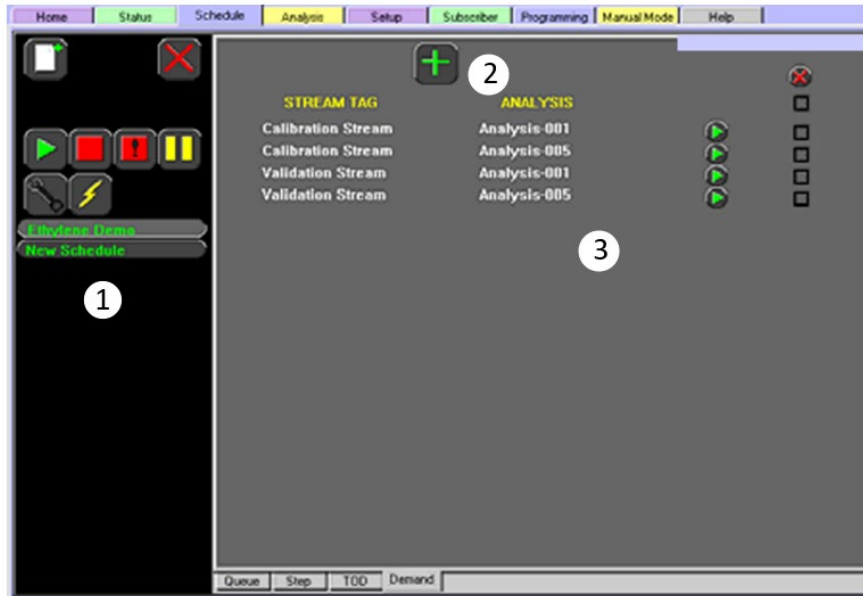 Home Status Schedule Analysis Setup Subscriber Programming Manual Mode Help
2
STREAM TAG ANALYSIS
Calibration Stream Analysis-001
Calibration Stream Analysis-005
Validation Stream Analysis-001
Validation Stream Analysis-005
Ethylene Demo
New Schedule
3
1
Queue Step TOD Demand